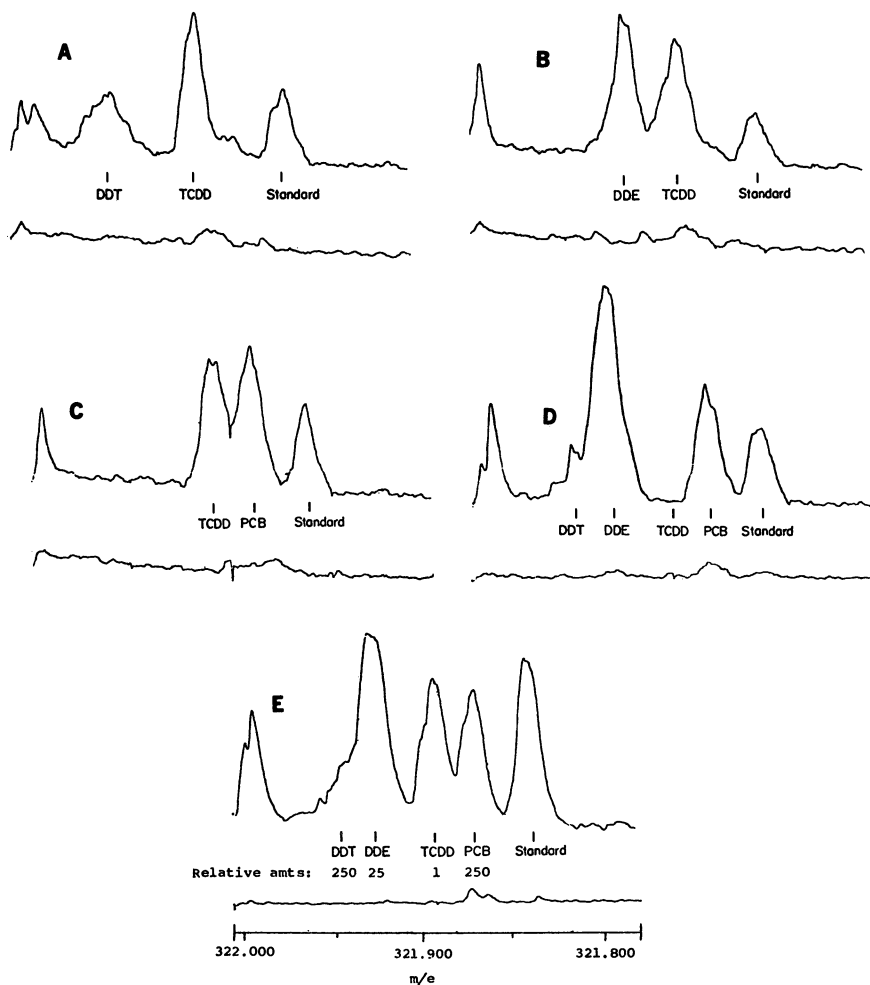 A
DDT TCDD Standard
B
DDE TCDD Standard
C
TCDD PCB Standard
D
DDT DDE TCDD PCB Standard
E
DDT DDE TCDD PCB Standard
Relative amts: 250 25 1 250
322.000 321.900 321.800
m/e